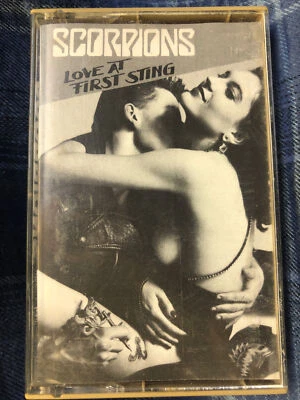 SCORPIONS
LOVE AT
FIRST STING